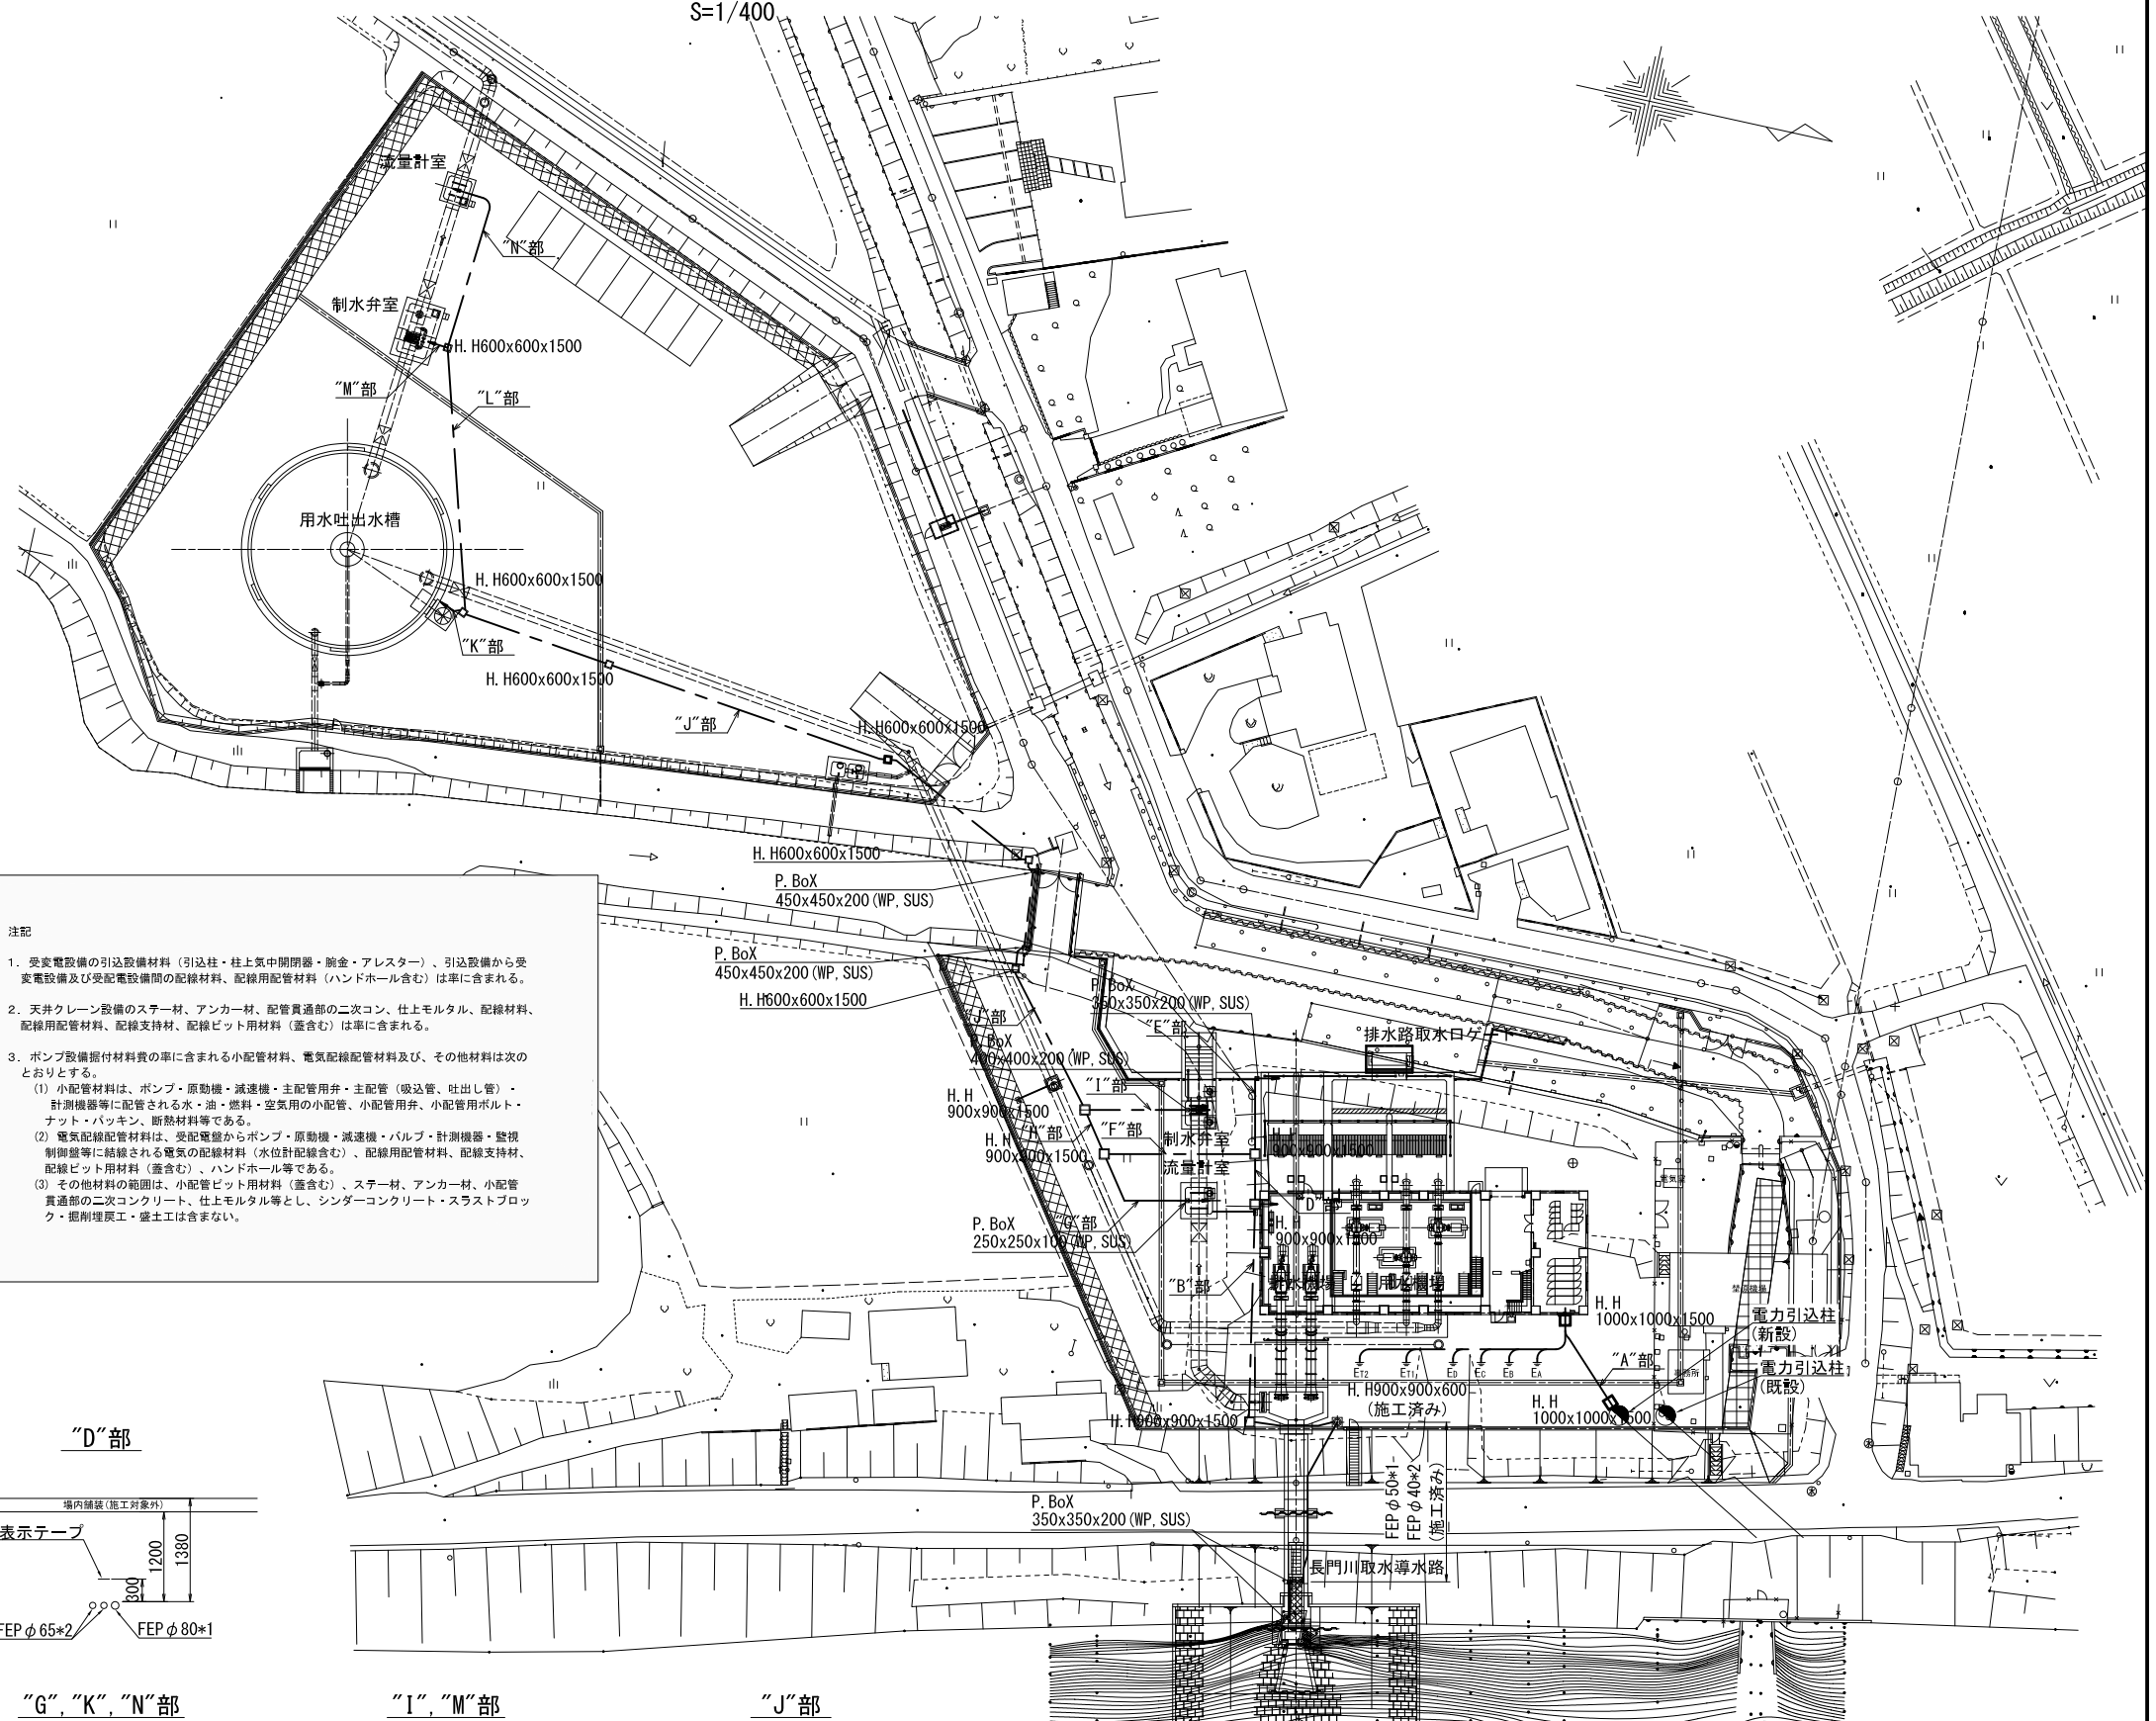 S=1/400
流量計室
"N"部
制水弁室
H.H600x600x1500
"M"部
"L"部
用水吐出水槽
H.H600x600x1500
"K"部
H.H600x600x1500
"J"部
H.H600x600x1500
H.H600x600x1500
P.BoX
450x450x200(WP,SUS)
P.BoX
450x450x200(WP,SUS)
H.H600x600x1500
P.BoX
350x350x200(WP,SUS)
"J"部
"E"部
排水路取水口ゲート
P.BoX
400x400x200(WP,SUS)
"I"部
H.H
900x900x1500
"H"部
H.H
900x900x1500
"F"部
制水弁室
H.H
900x900x1500
流量計室
"D"部
P.BoX
250x250x100(WP,SUS)
"G"部
H.H
900x900x1500
"B"部
排水機場
用水機場
H.H
1000x1000x1500
電力引込柱
(新設)
電力引込柱
(既設)
"A"部
ET2
ET1
ED
EC
EB
EA
H.H900x900x600
(施工済み)
H.H
1000x1000x1500
H.H900x900x1500
P.BoX
350x350x200(WP,SUS)
FEPφ50*1
FEPφ40*2
(施工済み)
長門川取水導水路
注記
1. 受変電設備の引込設備材料（引込柱・柱上気中開閉器・腕金・アレスター）、引込設備から受
変電設備及び受配電設備間の配線材料、配線用配管材料（ハンドホール含む）は率に含まれる。
2. 天井クレーン設備のステー材、アンカー材、配管貫通部の二次コン、仕上モルタル、配線材料、
配線用配管材料、配線支持材、配線ピット用材料（蓋含む）は率に含まれる。
3. ポンプ設備据付材料費の率に含まれる小配管材料、電気配線配管材料及び、その他材料は次の
とおりとする。
(1) 小配管材料は、ポンプ・原動機・減速機・主配管用弁・主配管（吸込管、吐出し管）・
計測機器等に配管される水・油・燃料・空気用の小配管、小配管用弁、小配管用ボルト・
ナット・パッキン、断熱材料等である。
(2) 電気配線配管材料は、受配電盤からポンプ・原動機・減速機・バルブ・計測機器・監視
制御盤等に結線される電気の配線材料（水位計配線含む）、配線用配管材料、配線支持材、
配線ピット用材料（蓋含む）、ハンドホール等である。
(3) その他材料の範囲は、小配管ピット用材料（蓋含む）、ステー材、アンカー材、小配管
貫通部の二次コンクリート、仕上モルタル等とし、シンダーコンクリート・スラストブロッ
ク・掘削埋戻工・盛土工は含まない。
"D"部
場内舗装(施工対象外)
表示テープ
300
1200
1380
FEPφ65*2
FEPφ80*1
"G","K","N"部
"I","M"部
"J"部